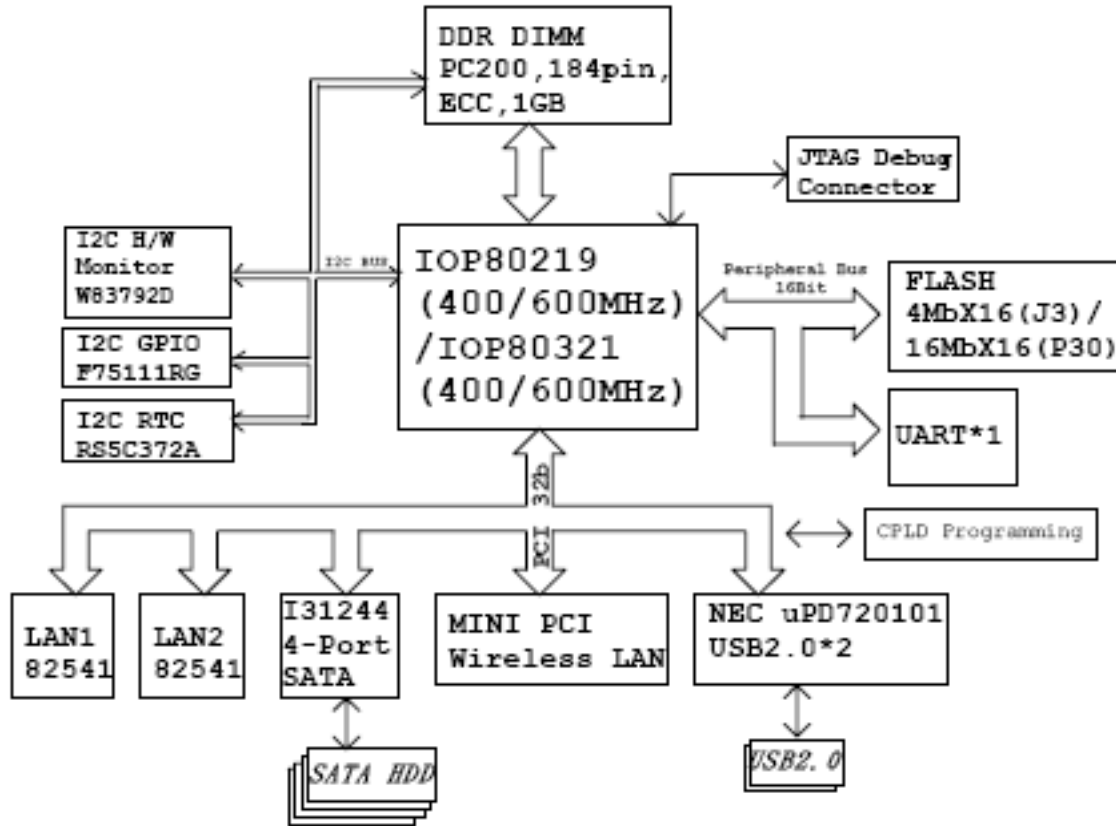 DDR DIMM
PC200,184pin,
ECC,1GB
JTAG Debug
Connector
I2C H/W
Monitor
W83792D
I2C BUS
IOP80219
(400/600MHz)
/IOP80321
(400/600MHz)
Peripheral Bus
16Bit
FLASH
4MbX16(J3)/
16MbX16(P30)
I2C GPIO
F75111RG
I2C RTC
RS5C372A
UART*1
PCI 32b
CPLD Programming
LAN1
82541
LAN2
82541
I31244
4-Port
SATA
MINI PCI
Wireless LAN
NEC uPD720101
USB2.0*2
SATA HDD
USB2.0